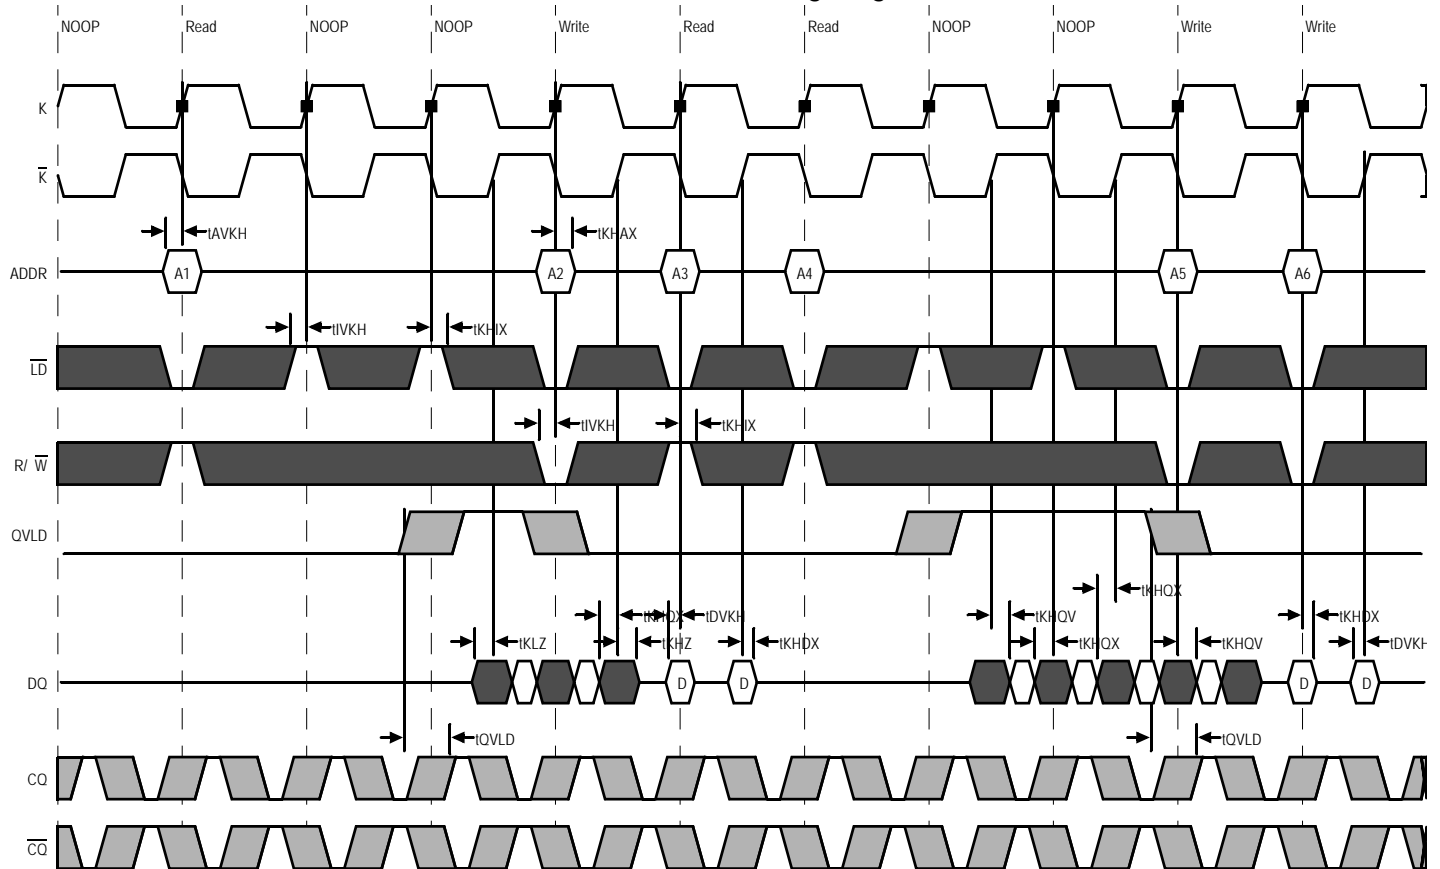 NOOP Read NOOP NOOP Write Read Read NOOP NOOP Write Write
K
K
tAVKH tKHAX
ADDR A1 A2 A3 A4 A5 A6
tIVKH tKHIX
LD
tIVKH tKHIX
R/ W
QVLD
tKHQX
tKHQX tDVKH tKHQV tKHDX
tKLZ tKHZ tKHDX tKHQX tKHQV tDVKH
DQ D D D D
tQVLD tQVLD
CQ
CQ